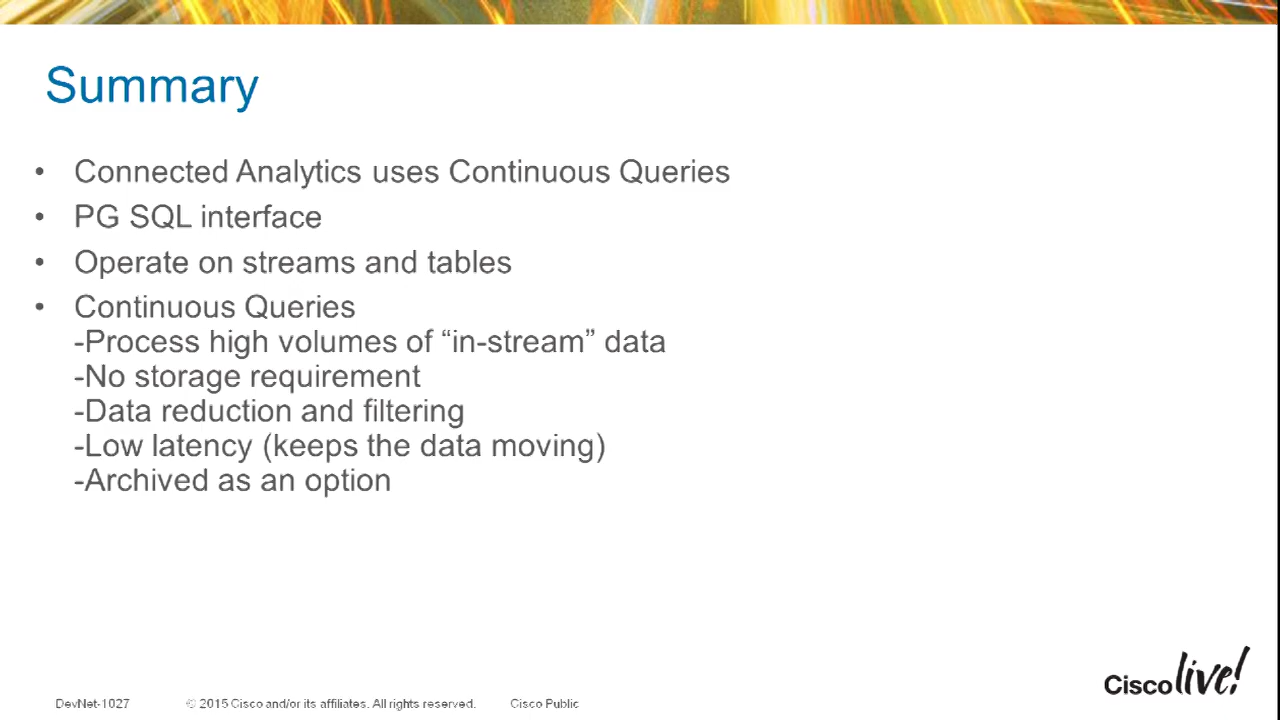 Summary
• Connected Analytics uses Continuous Queries
• PG SQL interface
• Operate on streams and tables
• Continuous Queries
-Process high volumes of “in-stream” data
-No storage requirement
-Data reduction and filtering
-Low latency (keeps the data moving)
-Archived as an option
Cisco live!
DevNet-1027 © 2015 Cisco and/or its affiliates. All rights reserved. Cisco Public